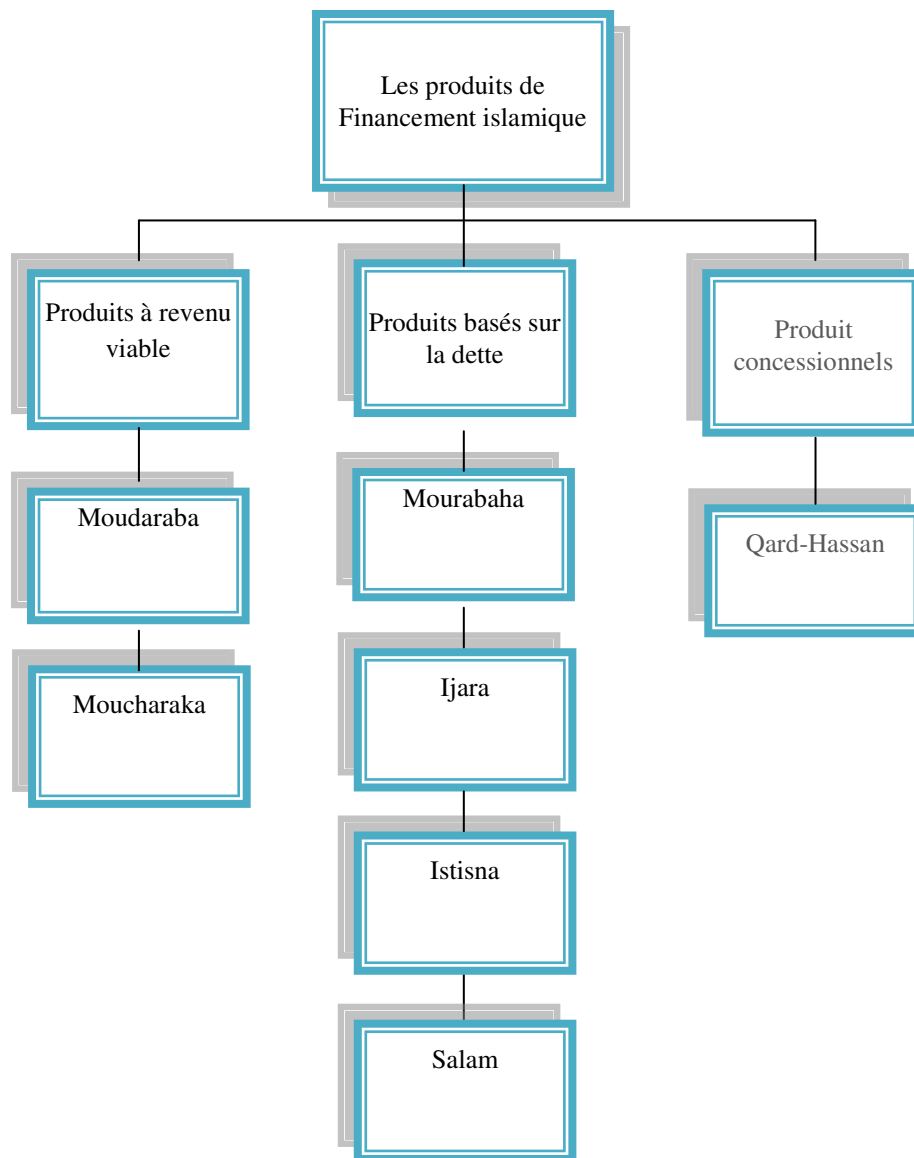 Les produits de
Financement islamique
Produits à revenu
viable
Moudaraba
Moucharaka
Produits basés sur
la dette
Mourabaha
Ijara
Istisna
Salam
Produit
concessionnels
Qard-Hassan